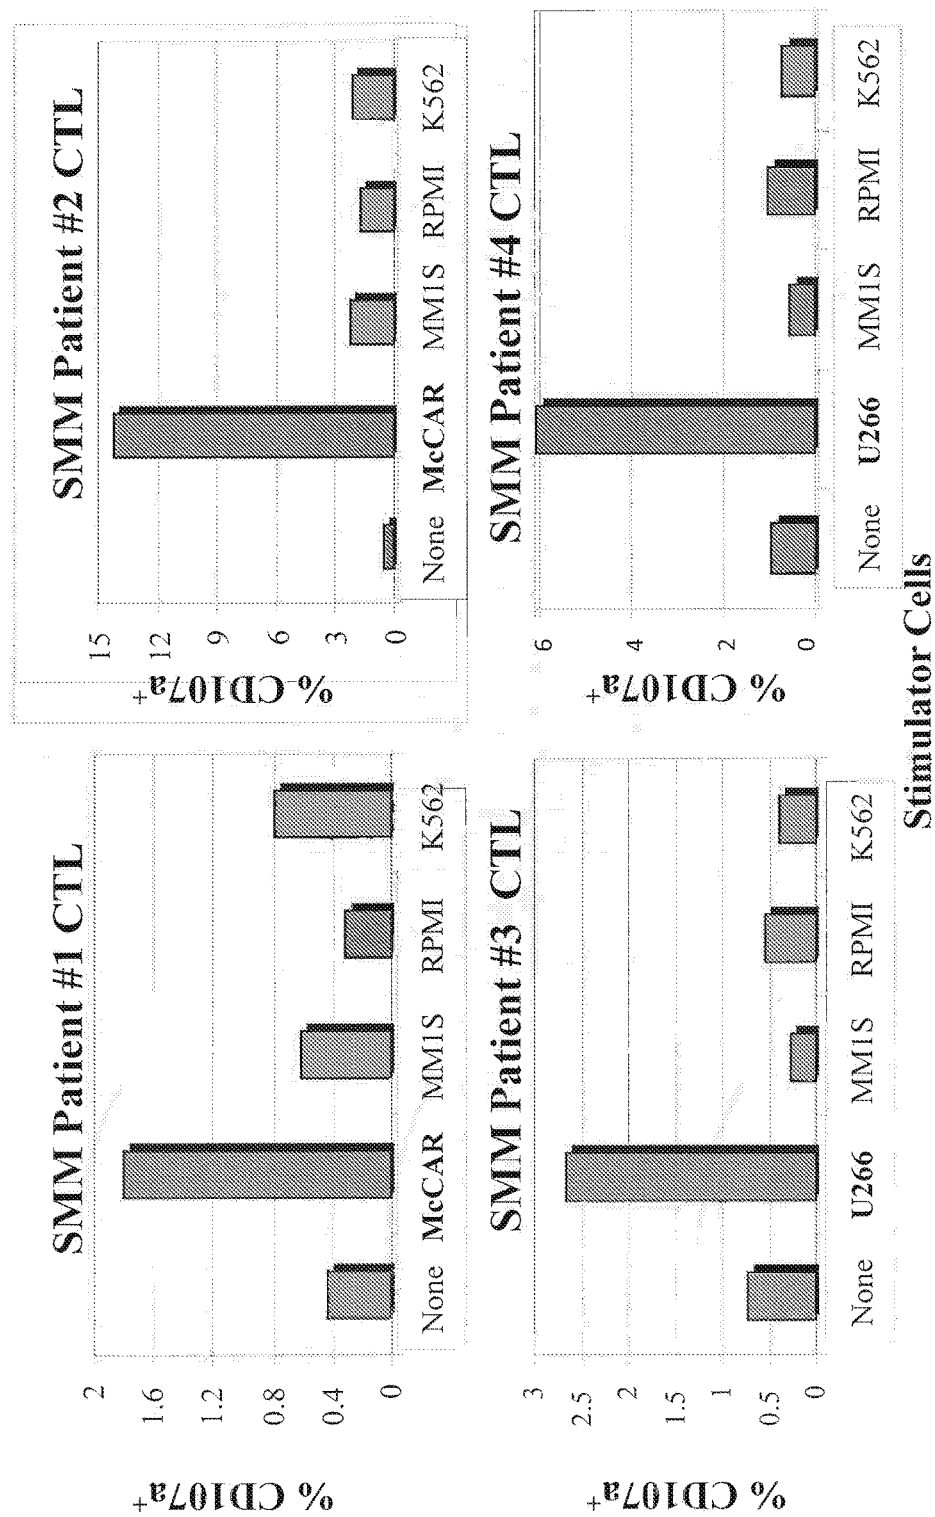 SMM Patient #1 CTL
% CD107a+
2
1.6
1.2
0.8
0.4
0
None McCAR MM1S RPMI K562
SMM Patient #2 CTL
% CD107a+
15
12
9
6
3
0
None McCAR MM1S RPMI K562
SMM Patient #3 CTL
% CD107a+
3
2.5
2
1.5
1
0.5
0
None U266 MM1S RPMI K562
SMM Patient #4 CTL
% CD107a+
6
4
2
0
None U266 MM1S RPMI K562
Stimulator Cells